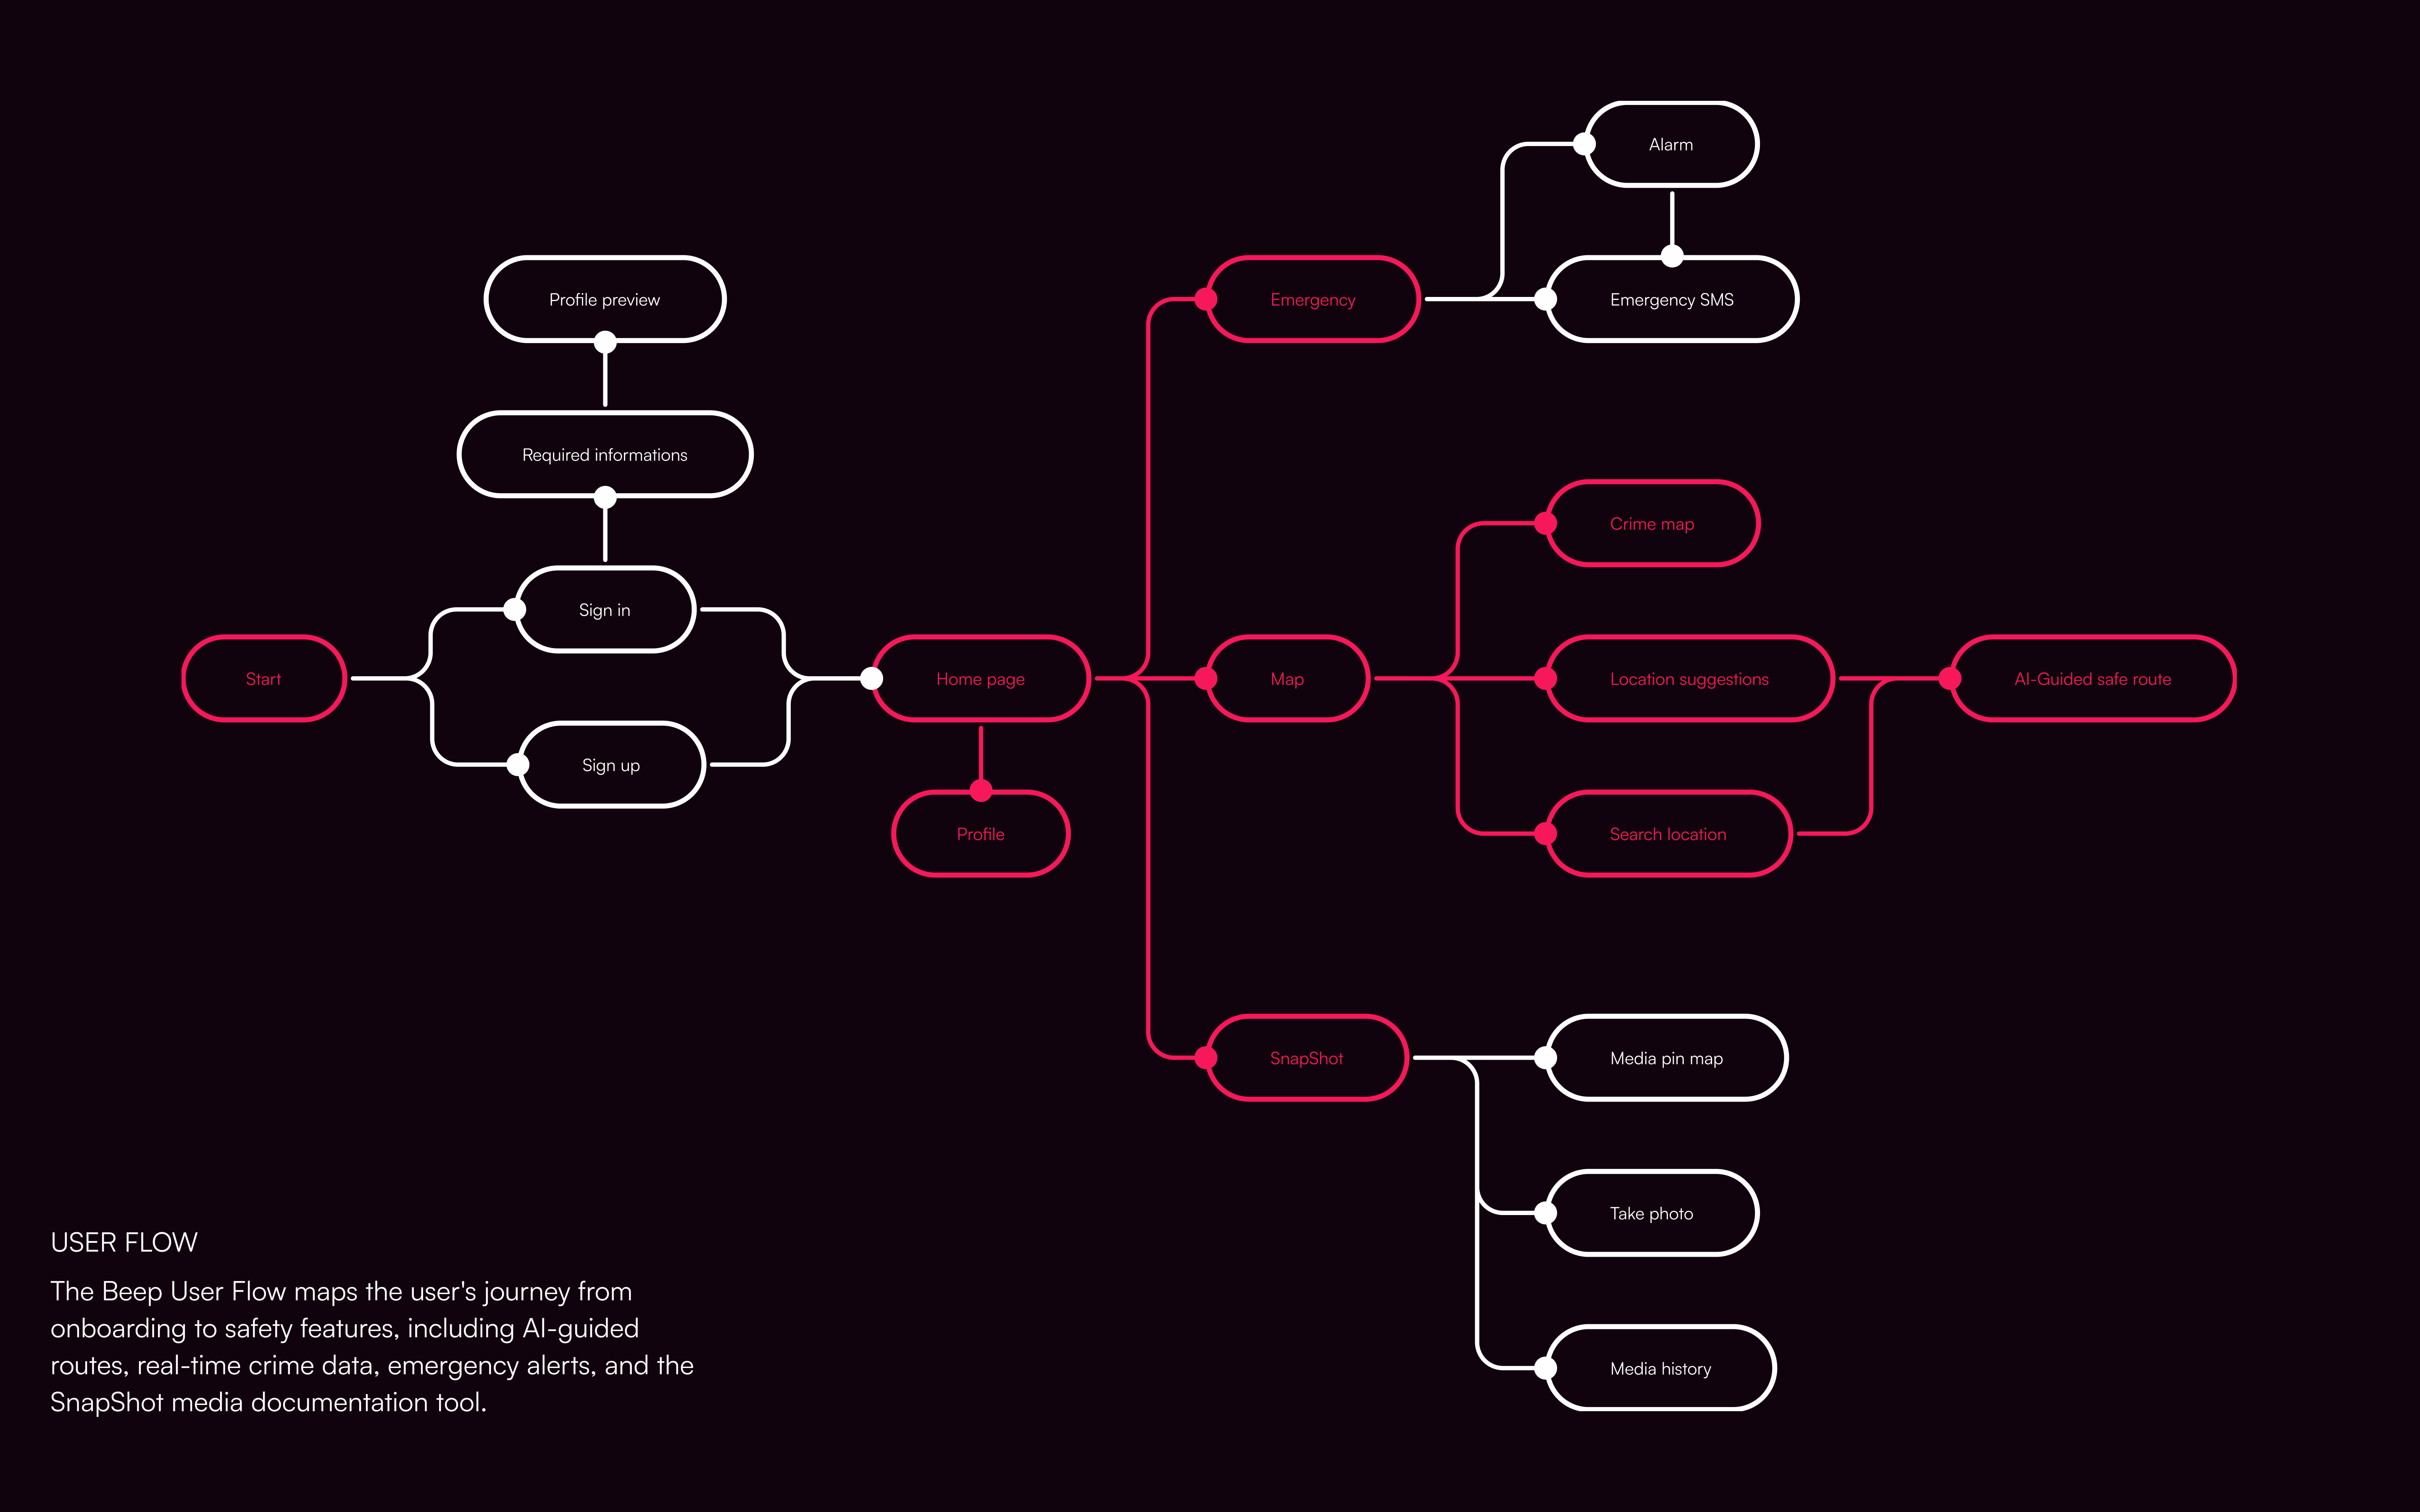 Alarm
Profile preview
Emergency
Emergency SMS
Required informations
Crime map
Sign in
Start
Home page
Map
Location suggestions
AI-Guided safe route
Sign up
Profile
Search location
SnapShot
Media pin map
Take photo
Media history
USER FLOW
The Beep User Flow maps the user's journey from
onboarding to safety features, including AI-guided
routes, real-time crime data, emergency alerts, and the
SnapShot media documentation tool.